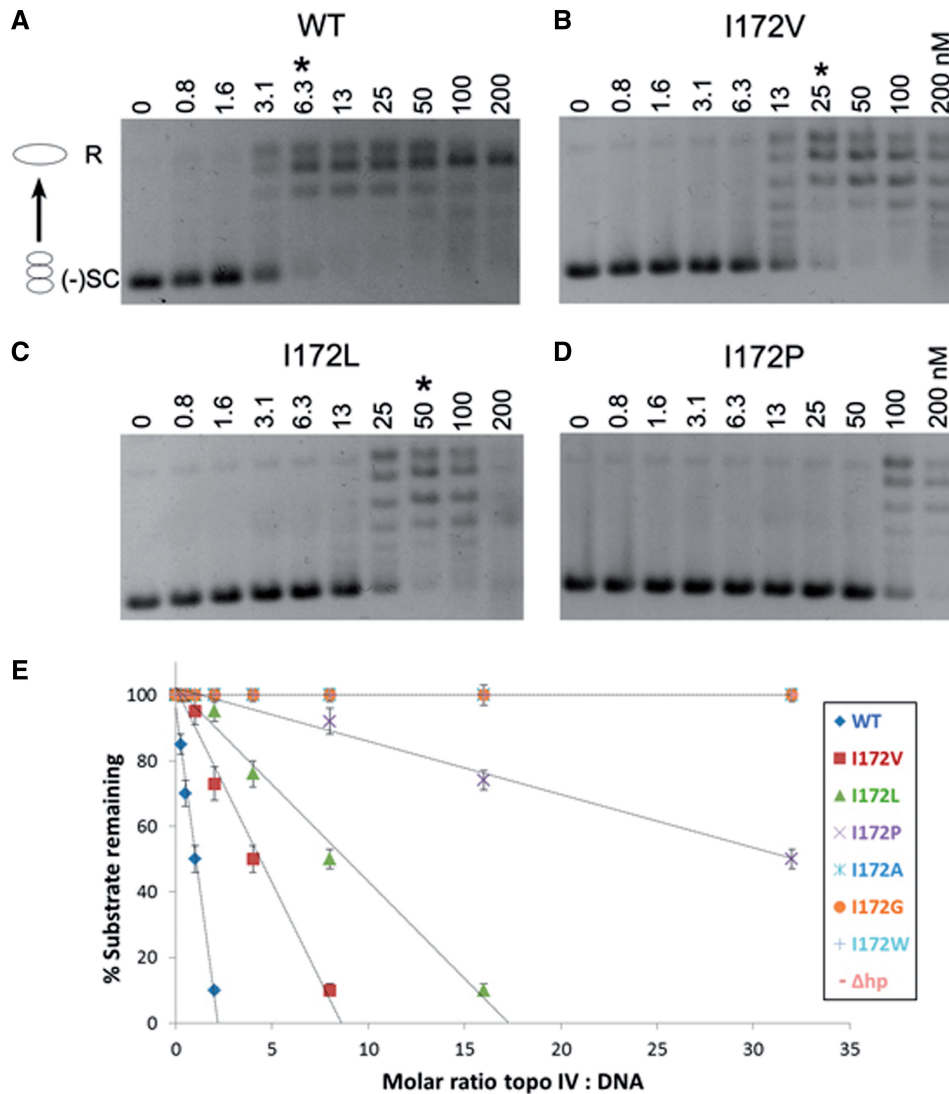 A
WT
*
0 0.8 1.6 3.1 6.3 13 25 50 100 200
R
(-)SC
B
I172V
*
0 0.8 1.6 3.1 6.3 13 25 50 100 200 nM
C
I172L
*
0 0.8 1.6 3.1 6.3 13 25 50 100 200
D
I172P
0 0.8 1.6 3.1 6.3 13 25 50 100 200 nM
E
% Substrate remaining
100
80
60
40
20
0
0 5 10 15 20 25 30 35
Molar ratio topo IV : DNA
WT
I172V
I172L
I172P
I172A
I172G
I172W
Δhp